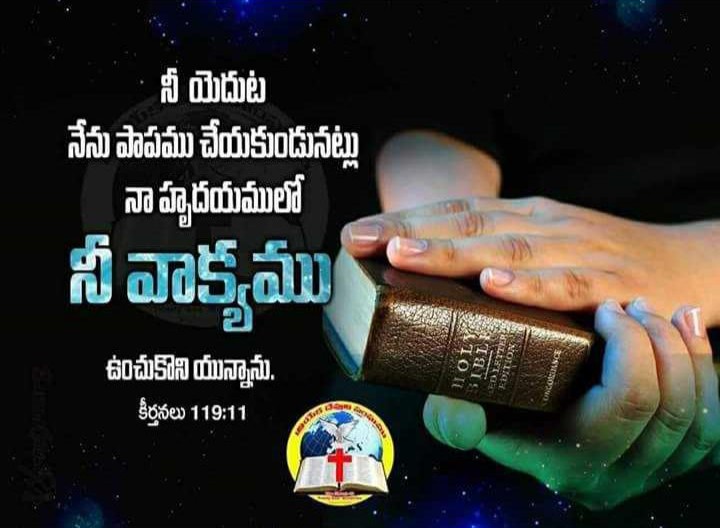 నీ యెదుట
నేను పాపము చేయకుండునట్లు
నా హృదయములో
నీ వాక్యము
ఉంచుకొని యున్నాను.
కీర్తనలు 119:11
HOLY
BIBLE